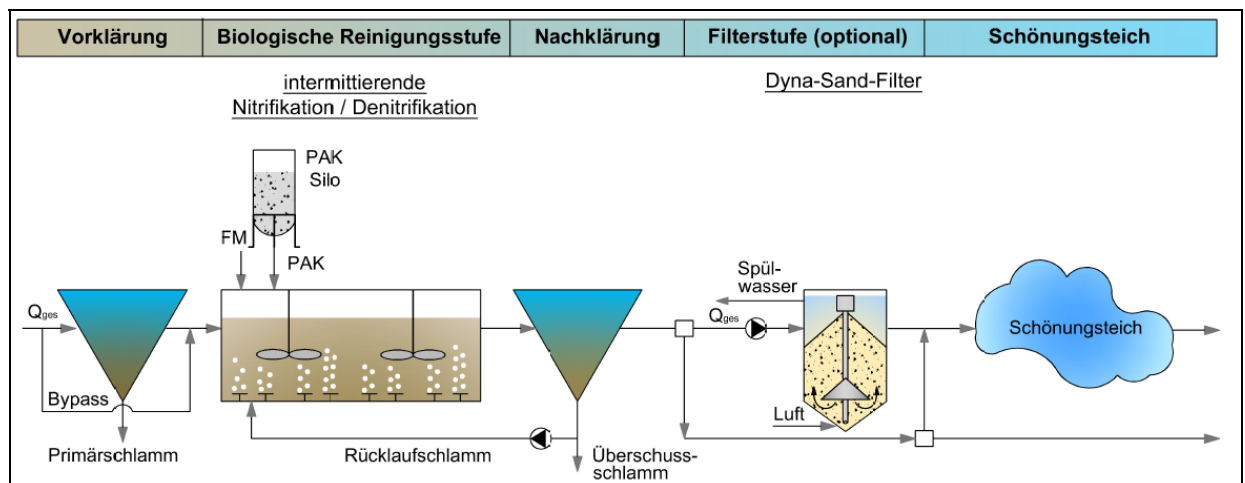 Vorklärung
Biologische Reinigungsstufe
Nachklärung
Filterstufe (optional)
Schönungsteich
intermittierende
Nitrifikation / Denitrifikation
Dyna-Sand-Filter
PAK
Silo
FM
PAK
Spül-
wasser
Qges
Qges
Schönungsteich
Bypass
Luft
Primärschlamm
Rücklaufschlamm
Überschuss-
schlamm